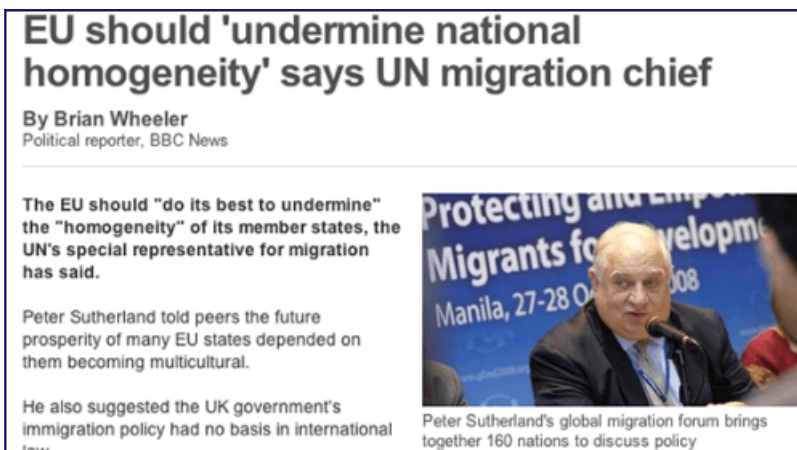 EU should 'undermine national
homogeneity' says UN migration chief
By Brian Wheeler
Political reporter, BBC News
The EU should "do its best to undermine"
the "homogeneity" of its member states, the
UN's special representative for migration
has said.
Peter Sutherland told peers the future
prosperity of many EU states depended on
them becoming multicultural.
He also suggested the UK government's
immigration policy had no basis in international
Protecting and
Migrants
Manila, 27-28
Peter Sutherland's global migration forum brings
together 160 nations to discuss policy